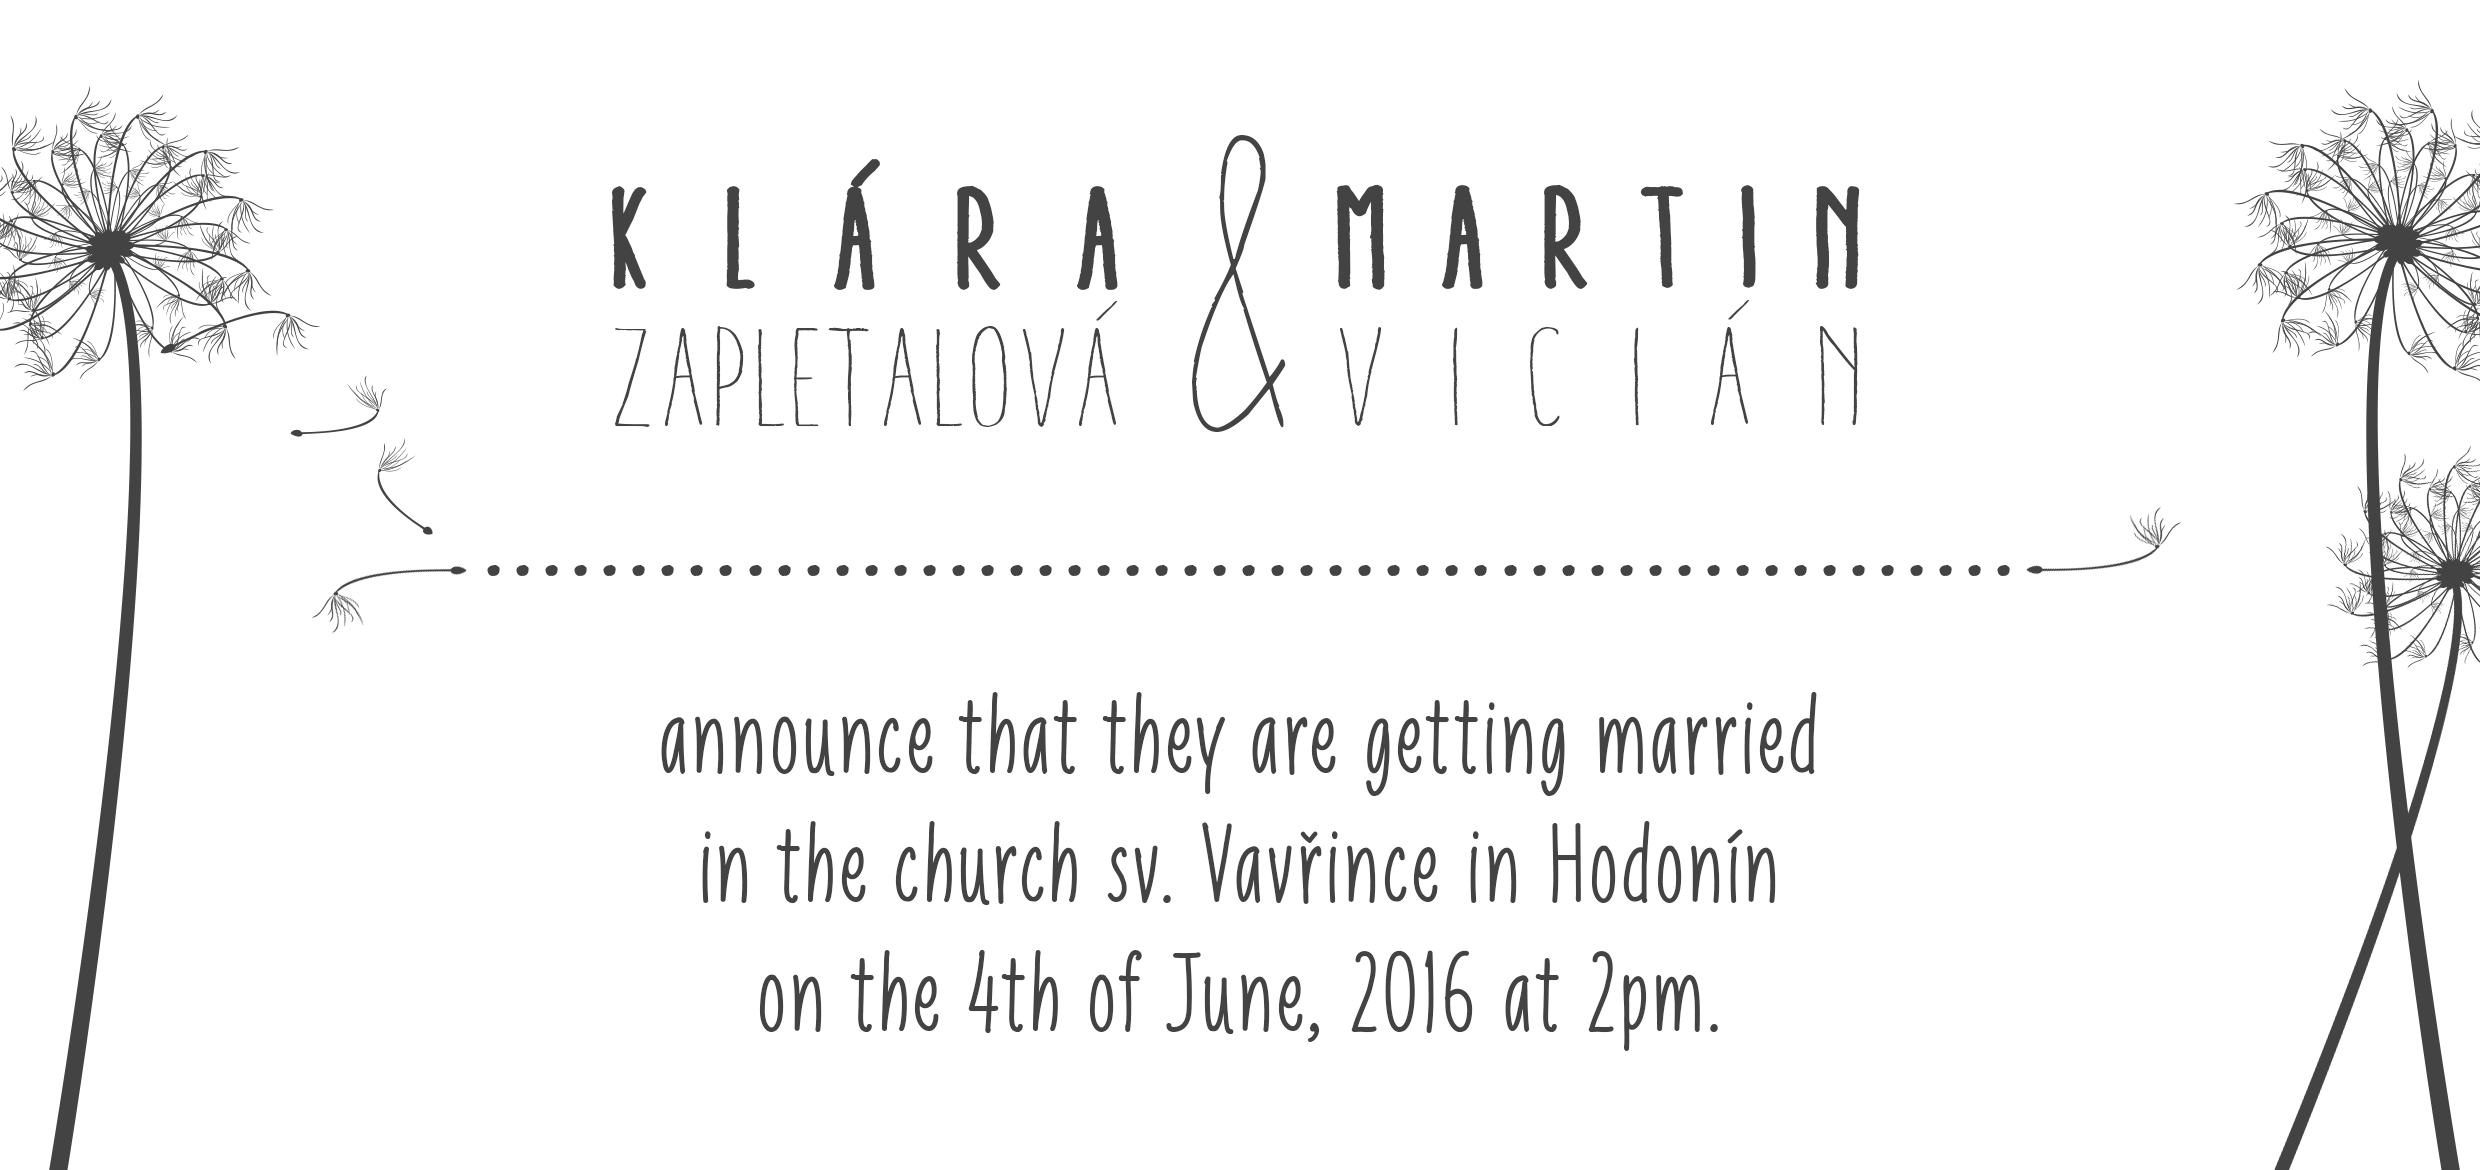 KLÁRA & MARTIN
ZAPLETALOVÁ VICIÁN
announce that they are getting married
in the church sv. Vavřince in Hodonín
on the 4th of June, 2016 at 2pm.